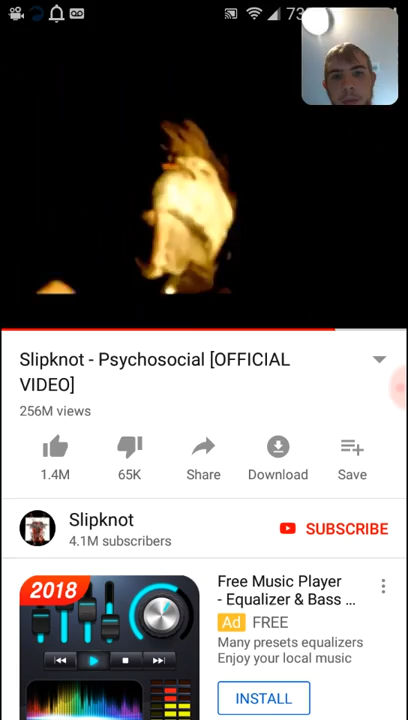 73
Slipknot - Psychosocial [OFFICIAL
VIDEO]
256M views
1.4M
65K
Share
Download
Save
Slipknot
4.1M subscribers
SUBSCRIBE
2018
Free Music Player
- Equalizer & Bass ...
Ad FREE
Many presets equalizers
Enjoy your local music
INSTALL